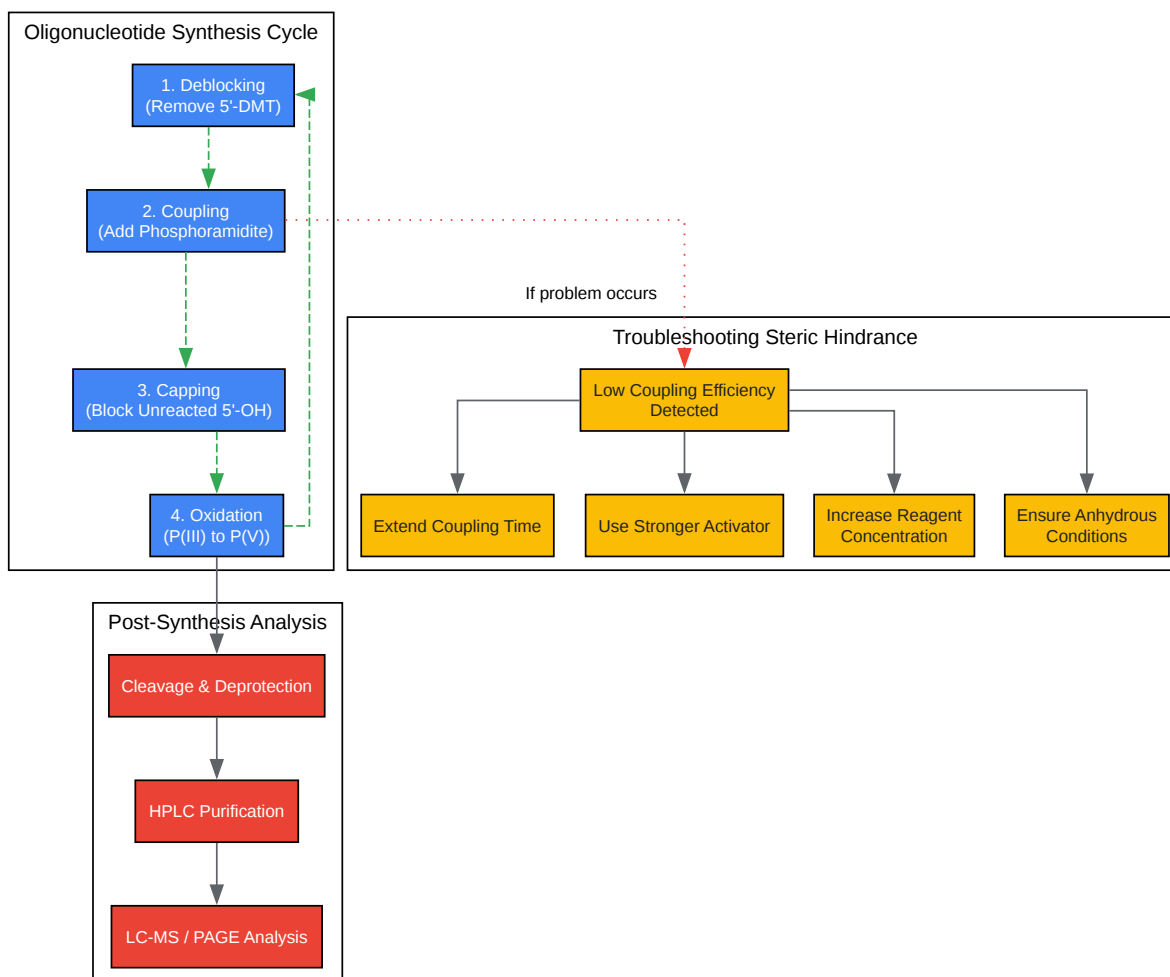 Oligonucleotide Synthesis Cycle
1. Deblocking
(Remove 5'-DMT)
2. Coupling
(Add Phosphoramidite)
3. Capping
(Block Unreacted 5'-OH)
4. Oxidation
(P(III) to P(V))
If problem occurs
Troubleshooting Steric Hindrance
Low Coupling Efficiency
Detected
Extend Coupling Time
Use Stronger Activator
Increase Reagent
Concentration
Ensure Anhydrous
Conditions
Post-Synthesis Analysis
Cleavage & Deprotection
HPLC Purification
LC-MS / PAGE Analysis